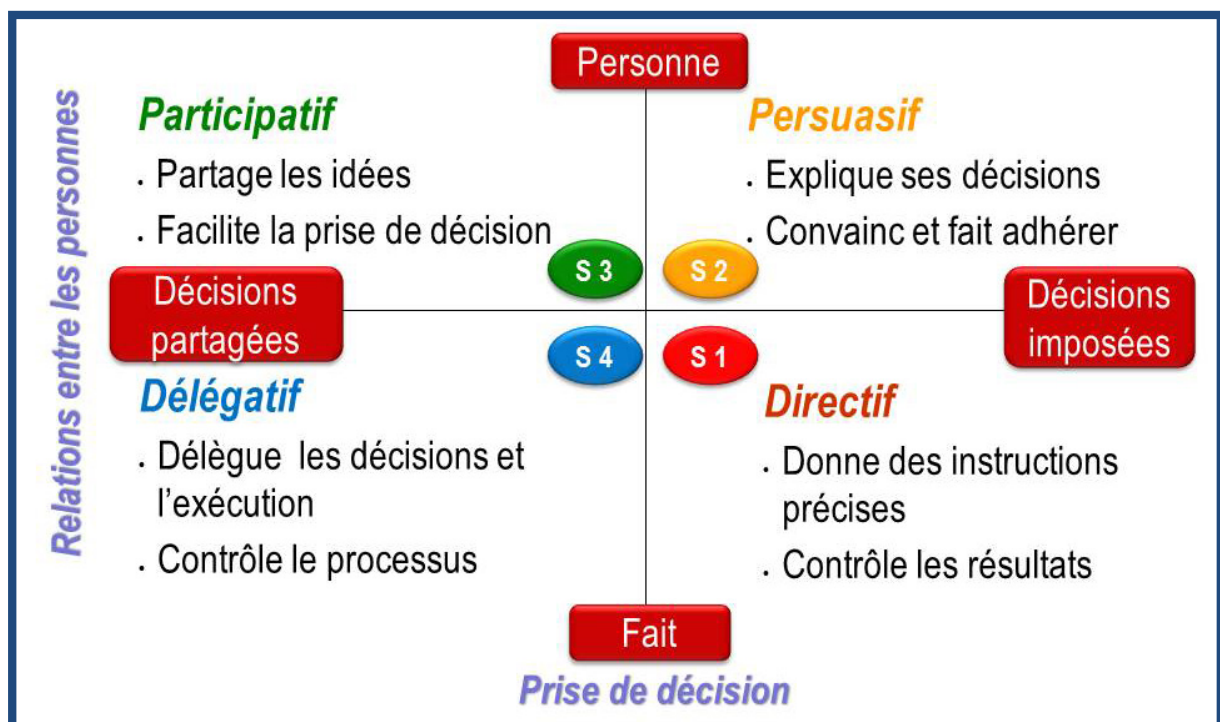 Personne
Relations entre les personnes
Participatif
. Partage les idées
. Facilite la prise de décision
Persuasif
. Explique ses décisions
. Convainc et fait adhérer
S 3
S 2
Décisions
partagées
Décisions
imposées
S 4
S 1
Délégatif
. Délègue les décisions et
l’exécution
. Contrôle le processus
Directif
. Donne des instructions
précises
. Contrôle les résultats
Fait
Prise de décision